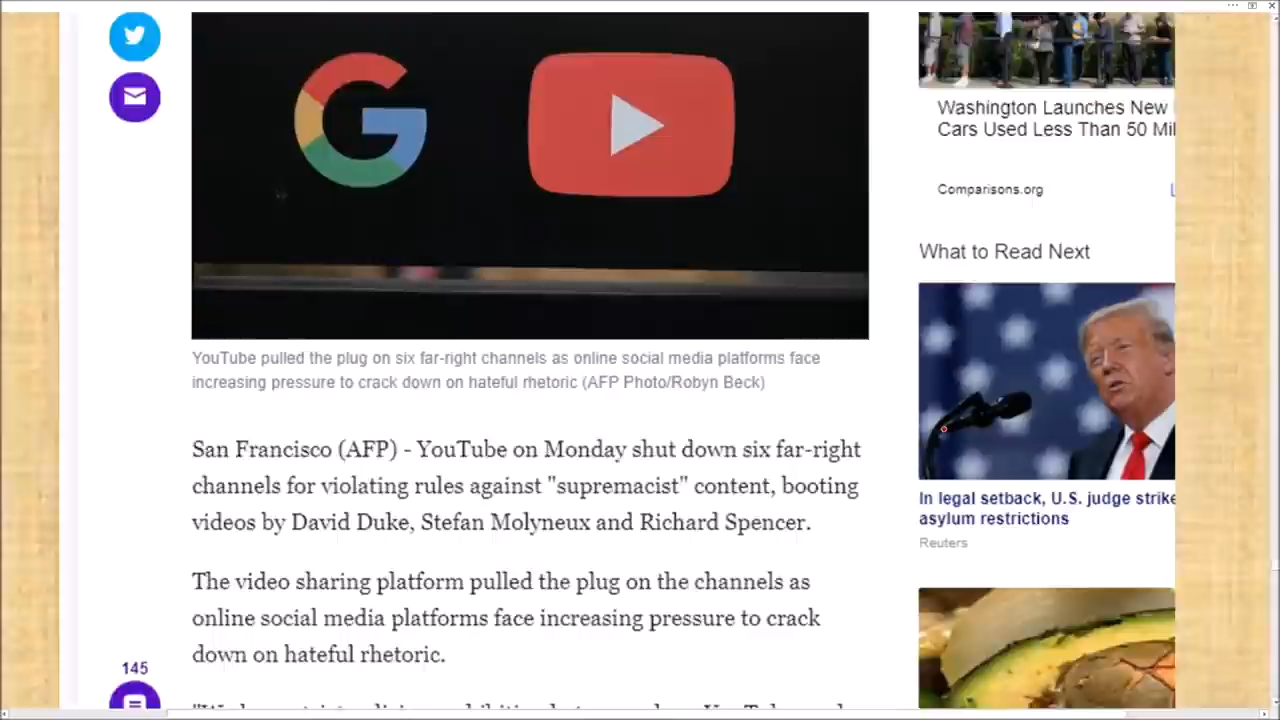 YouTube pulled the plug on six far-right channels as online social media platforms face
increasing pressure to crack down on hateful rhetoric (AFP Photo/Robyn Beck)
San Francisco (AFP) - YouTube on Monday shut down six far-right
channels for violating rules against "supremacist" content, booting
videos by David Duke, Stefan Molyneux and Richard Spencer.
The video sharing platform pulled the plug on the channels as
online social media platforms face increasing pressure to crack
down on hateful rhetoric.
145
Washington Launches New
Cars Used Less Than 50
Comparisons.org
What to Read Next
In legal setback, U.S. judge strike
asylum restrictions
Reuters